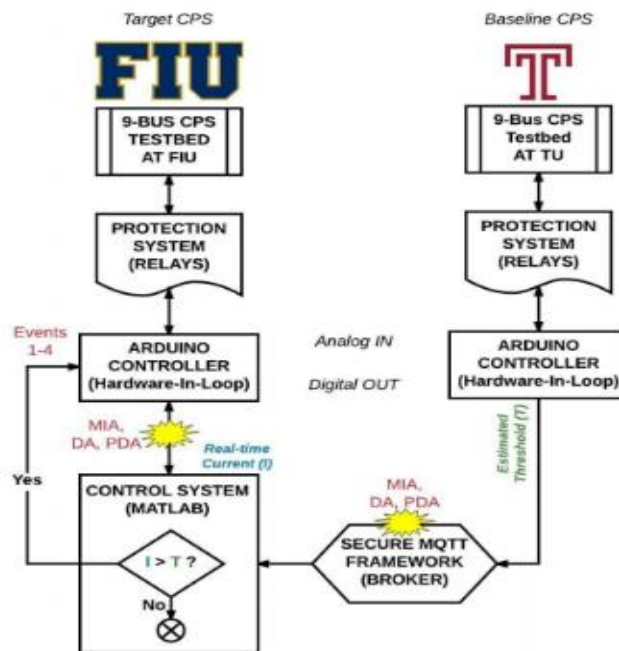 Target CPS
Baseline CPS
FIU
T
9-BUS CPS
TESTBED
AT FIU
9-Bus CPS
Testbed
AT TU
PROTECTION
SYSTEM
(RELAYS)
PROTECTION
SYSTEM
(RELAYS)
Events
1-4
ARDUINO
CONTROLLER
(Hardware-In-Loop)
Analog IN
Digital OUT
ARDUINO
CONTROLLER
(Hardware-In-Loop)
MIA,
DA, PDA
Real-time
Current (I)
Estimated
Threshold (T)
Yes
CONTROL SYSTEM
(MATLAB)
I > T ?
No
MIA,
DA, PDA
SECURE MQTT
FRAMEWORK
(BROKER)